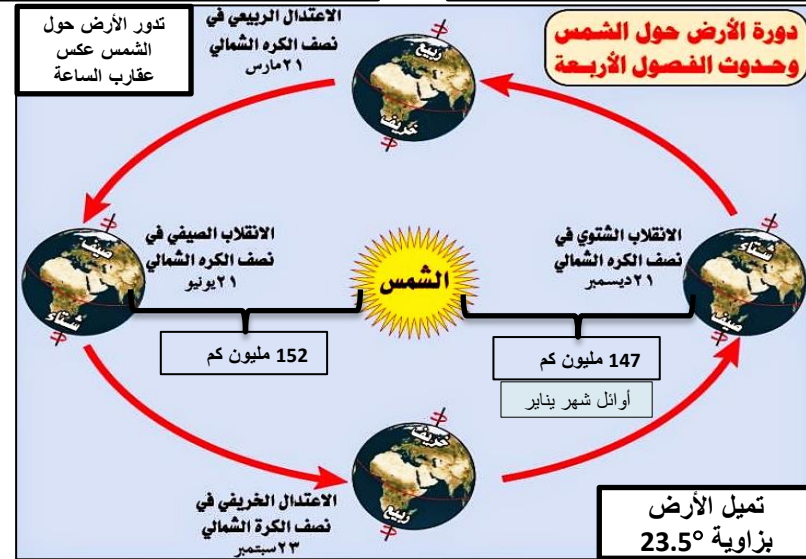 دورة الأرض حول الشمس
وحدوث الفصول الأربعة
الاعتدال الربيعي في
نصف الكره الشمالي
٢١ مارس
تدور الأرض حول
الشمس عكس
عقارب الساعة
ربيع
خريف
الانقلاب الشتوي في
نصف الكره الشمالي
٢١ ديسمبر
شتاء
صيف
الشمس
الانقلاب الصيفي في
نصف الكره الشمالي
٢١ يونيو
صيف
شتاء
147 مليون كم
أوائل شهر يناير
152 مليون كم
خريف
ربيع
الاعتدال الخريفي في
نصف الكرة الشمالي
٢٣ سبتمبر
تميل الأرض
بزاوية 23.5°